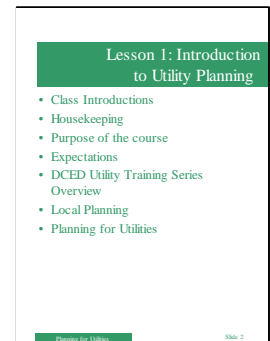 Lesson 1: Introduction
to Utility Planning
• Class Introductions
• Housekeeping
• Purpose of the course
• Expectations
• DCED Utility Training Series
Overview
• Local Planning
• Planning for Utilities
Planning for Utilities
Slide 2